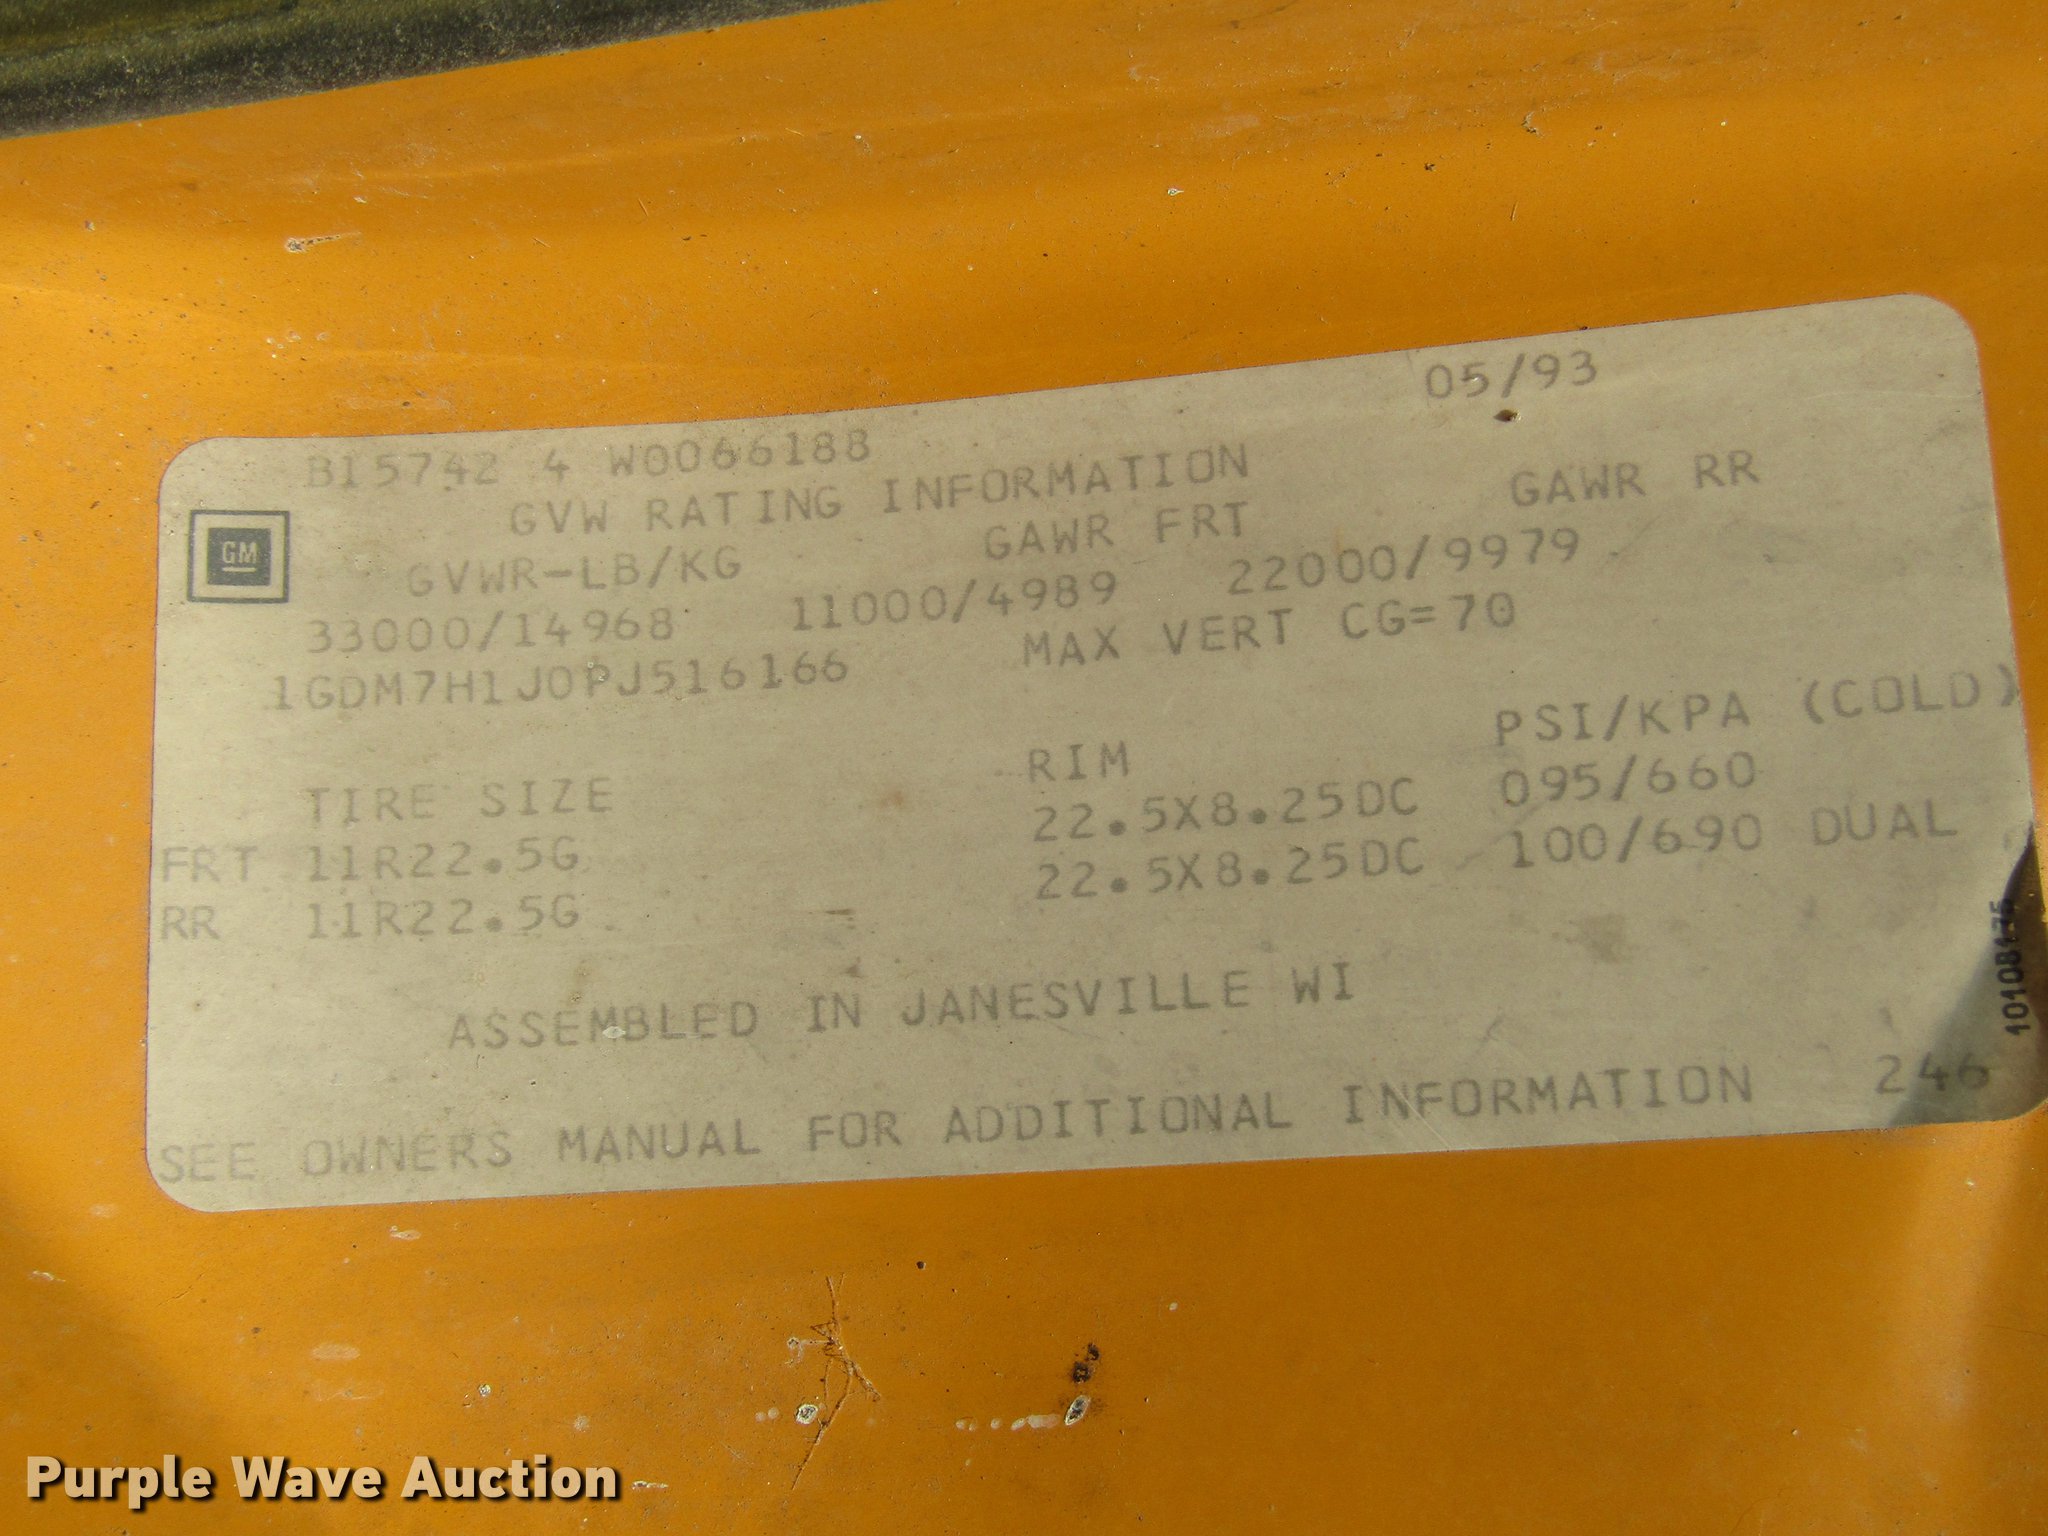 05/93
B15742 4 W0066188
GVW RATING INFORMATION
GM
GVWR-LB/KG GAWR FRT GAWR RR
33000/14968 11000/4989 22000/9979
1GDM7H1J0PJ516166 MAX VERT CG=70
TIRE SIZE RIM PSI/KPA (COLD)
FRT 11R22.5G 22.5X8.25DC 095/660
RR 11R22.5G 22.5X8.25DC 100/690 DUAL
ASSEMBLED IN JANESVILLE WI
SEE OWNERS MANUAL FOR ADDITIONAL INFORMATION 246
10108175
Purple Wave Auction